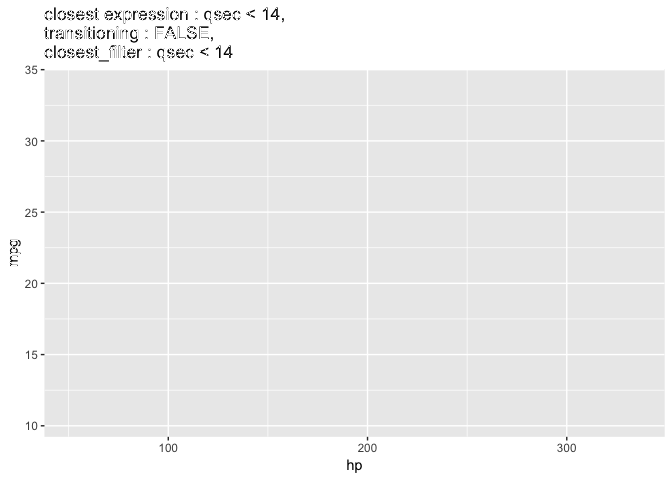 closest expression : qsec < 14,
transitioning : FALSE,
closest_filter : qsec < 14
35
30
25
20
15
10
mpg
100 200 300
hp